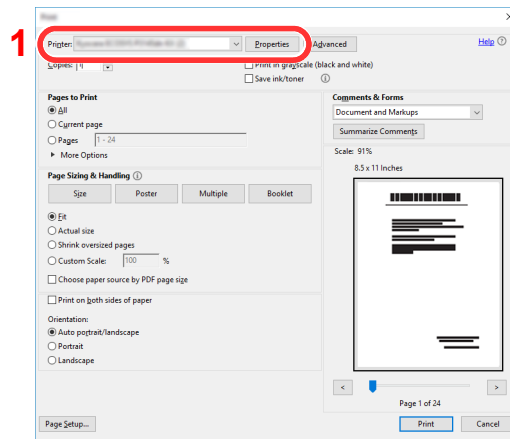 1
Printer: Properties Advanced Help
Copies: Print in grayscale (black and white)
Save ink/toner
Pages to Print
All
Current page
Pages 1 - 24
More Options
Comments & Forms
Document and Markups
Summarize Comments
Page Sizing & Handling
Size Poster Multiple Booklet
Fit
Actual size
Shrink oversized pages
Custom Scale: 100 %
Choose paper source by PDF page size
Print on both sides of paper
Orientation:
Auto portrait/landscape
Portrait
Landscape
Scale: 91%
8.5 x 11 Inches
< >
Page 1 of 24
Page Setup... Print Cancel